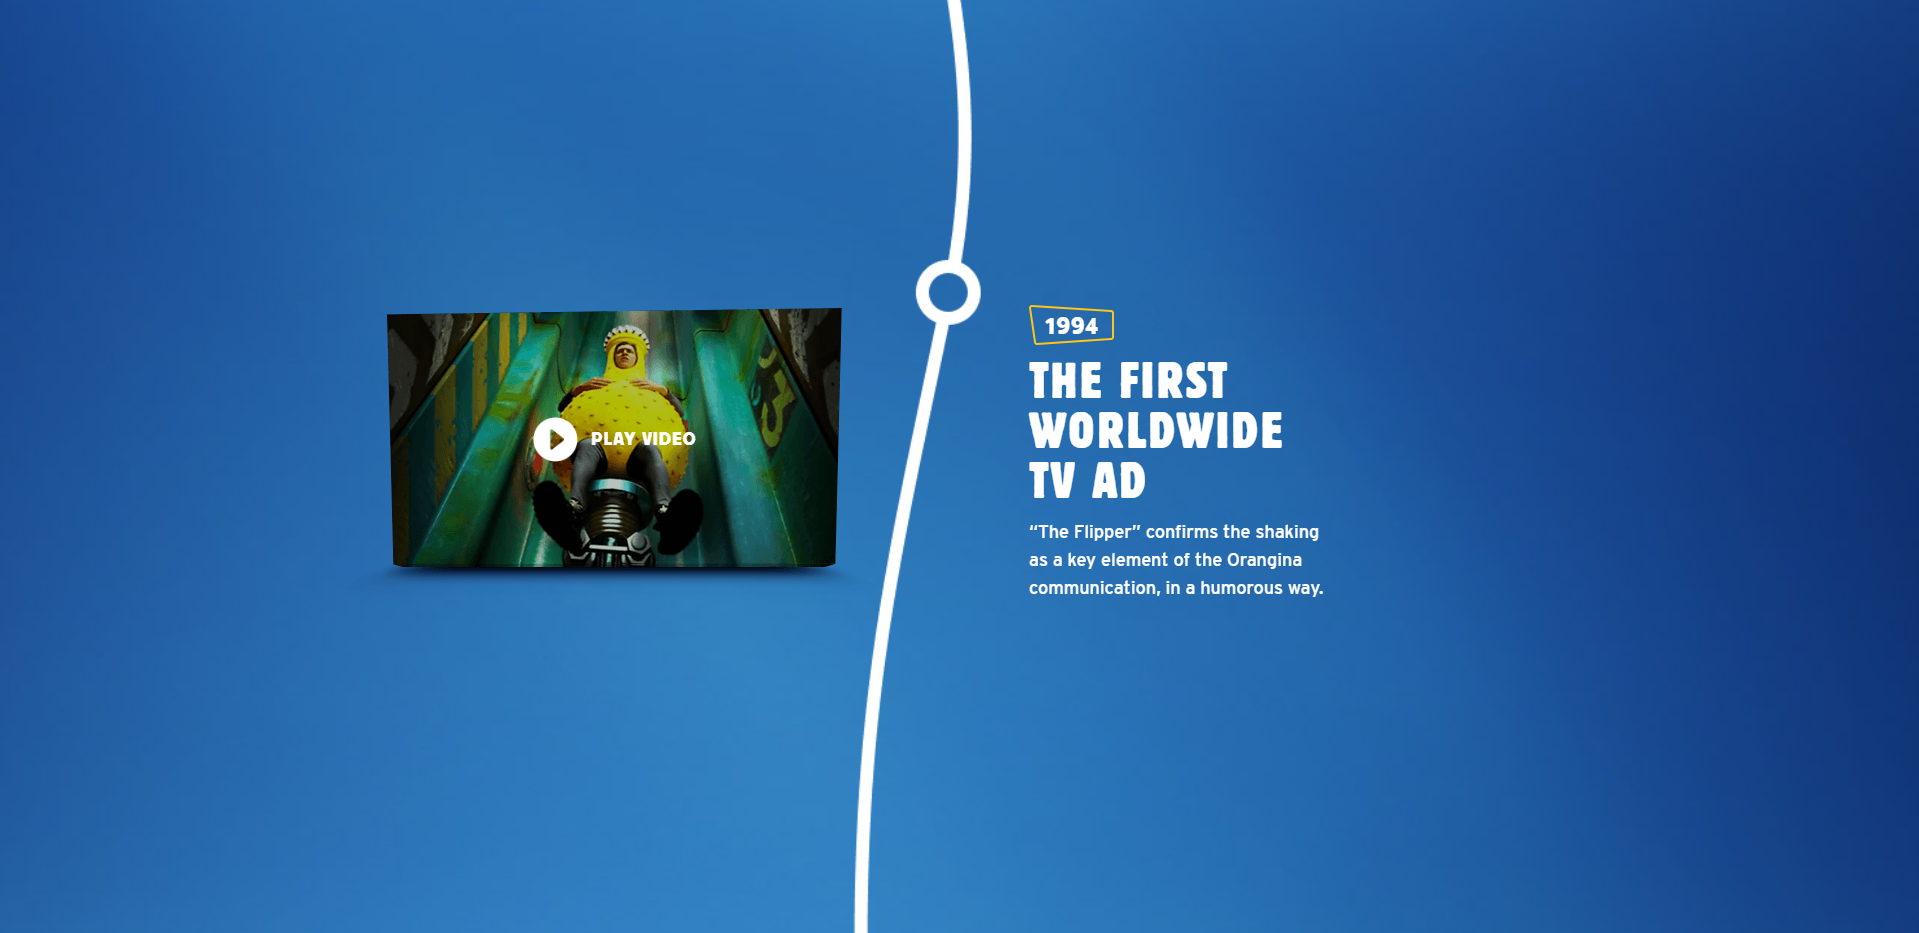 PLAY VIDEO
1994
THE FIRST
WORLDWIDE
TV AD
“The Flipper” confirms the shaking
as a key element of the Orangina
communication, in a humorous way.